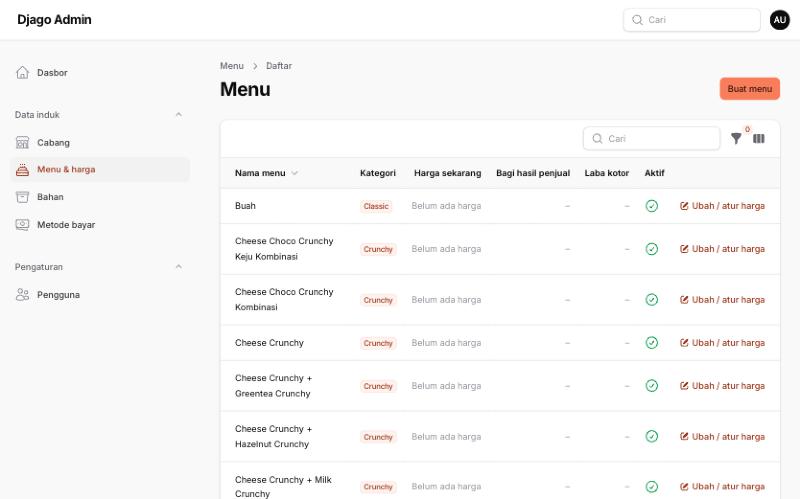 Djago Admin
Cari
AU
Dasbor
Data induk
Cabang
Menu & harga
Bahan
Metode bayar
Pengaturan
Pengguna
Menu > Daftar
Menu
Buat menu
Cari
0
Nama menu Kategori Harga sekarang Bagi hasil penjual Laba kotor Aktif
Buah Classic Belum ada harga – – Ubah / atur harga
Cheese Choco Crunchy
Keju Kombinasi
Crunchy Belum ada harga – – Ubah / atur harga
Cheese Choco Crunchy
Kombinasi
Crunchy Belum ada harga – – Ubah / atur harga
Cheese Crunchy Crunchy Belum ada harga – – Ubah / atur harga
Cheese Crunchy +
Greentea Crunchy
Crunchy Belum ada harga – – Ubah / atur harga
Cheese Crunchy +
Hazelnut Crunchy
Crunchy Belum ada harga – – Ubah / atur harga
Cheese Crunchy + Milk
Crunchy
Crunchy Belum ada harga – – Ubah / atur harga